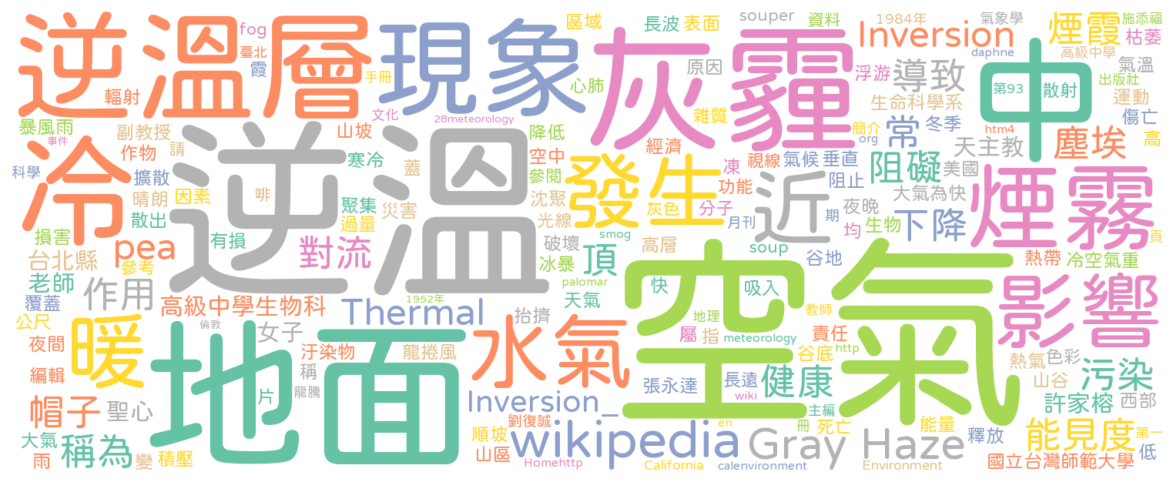 逆溫層
現象
灰霾
中
冷
逆溫
空氣
地面
發生
近
煙霧
影響
暖
水氣
Inversion
煙霞
導致
常
塵埃
阻礙
下降
天主教
頂
對流
pea
作用
Thermal
高級中學生物科
帽子
稱為
wikipedia
Gray Haze
Inversion_
健康
污染
能見度
許家榕
國立台灣師範大學
台北縣
老師
聖心
女子
fog
臺北
霞
手冊
輻射
暴風雨
副教授
作物
請
山坡
寒冷
蓋
文化
事件
科學
擴散
因素
晴朗
散出
啡
聚集
過量
災害
有損
損害
參考
覆蓋
公尺
夜間
編輯
大氣
雨
變
積壓
片
倫敦
汙染物
稱
龍騰
龍捲風
1952年
抬擠
28meteorology
降低
空中
參閱
沈聚
光線
破壞
冰暴
smog
palomar
天氣
區域
長波
表面
souper
資料
1984年
氣象學
施添福
枯萎
daphne
高級中學
氣溫
出版社
心肺
原因
浮游
雜質
生命科學系
第93
散射
運動
傷亡
簡介
org
htm4
冬季
高
經濟
凍
視線
氣候
垂直
功能
阻止
美國
大氣為快
分子
月刊
期
夜晚
均
生物
灰色
高層
soup
谷地
快
吸入
熱帶
冷空氣重
頁
地理
教師
屬
指
meteorology
責任
http
谷底
熱氣
色彩
山谷
西部
張永達
長遠
wiki
主編
冊
死亡
能量
釋放
第一
低
順坡
山區
劉復誠
Homehttp
California
calenvironment
en
Environment